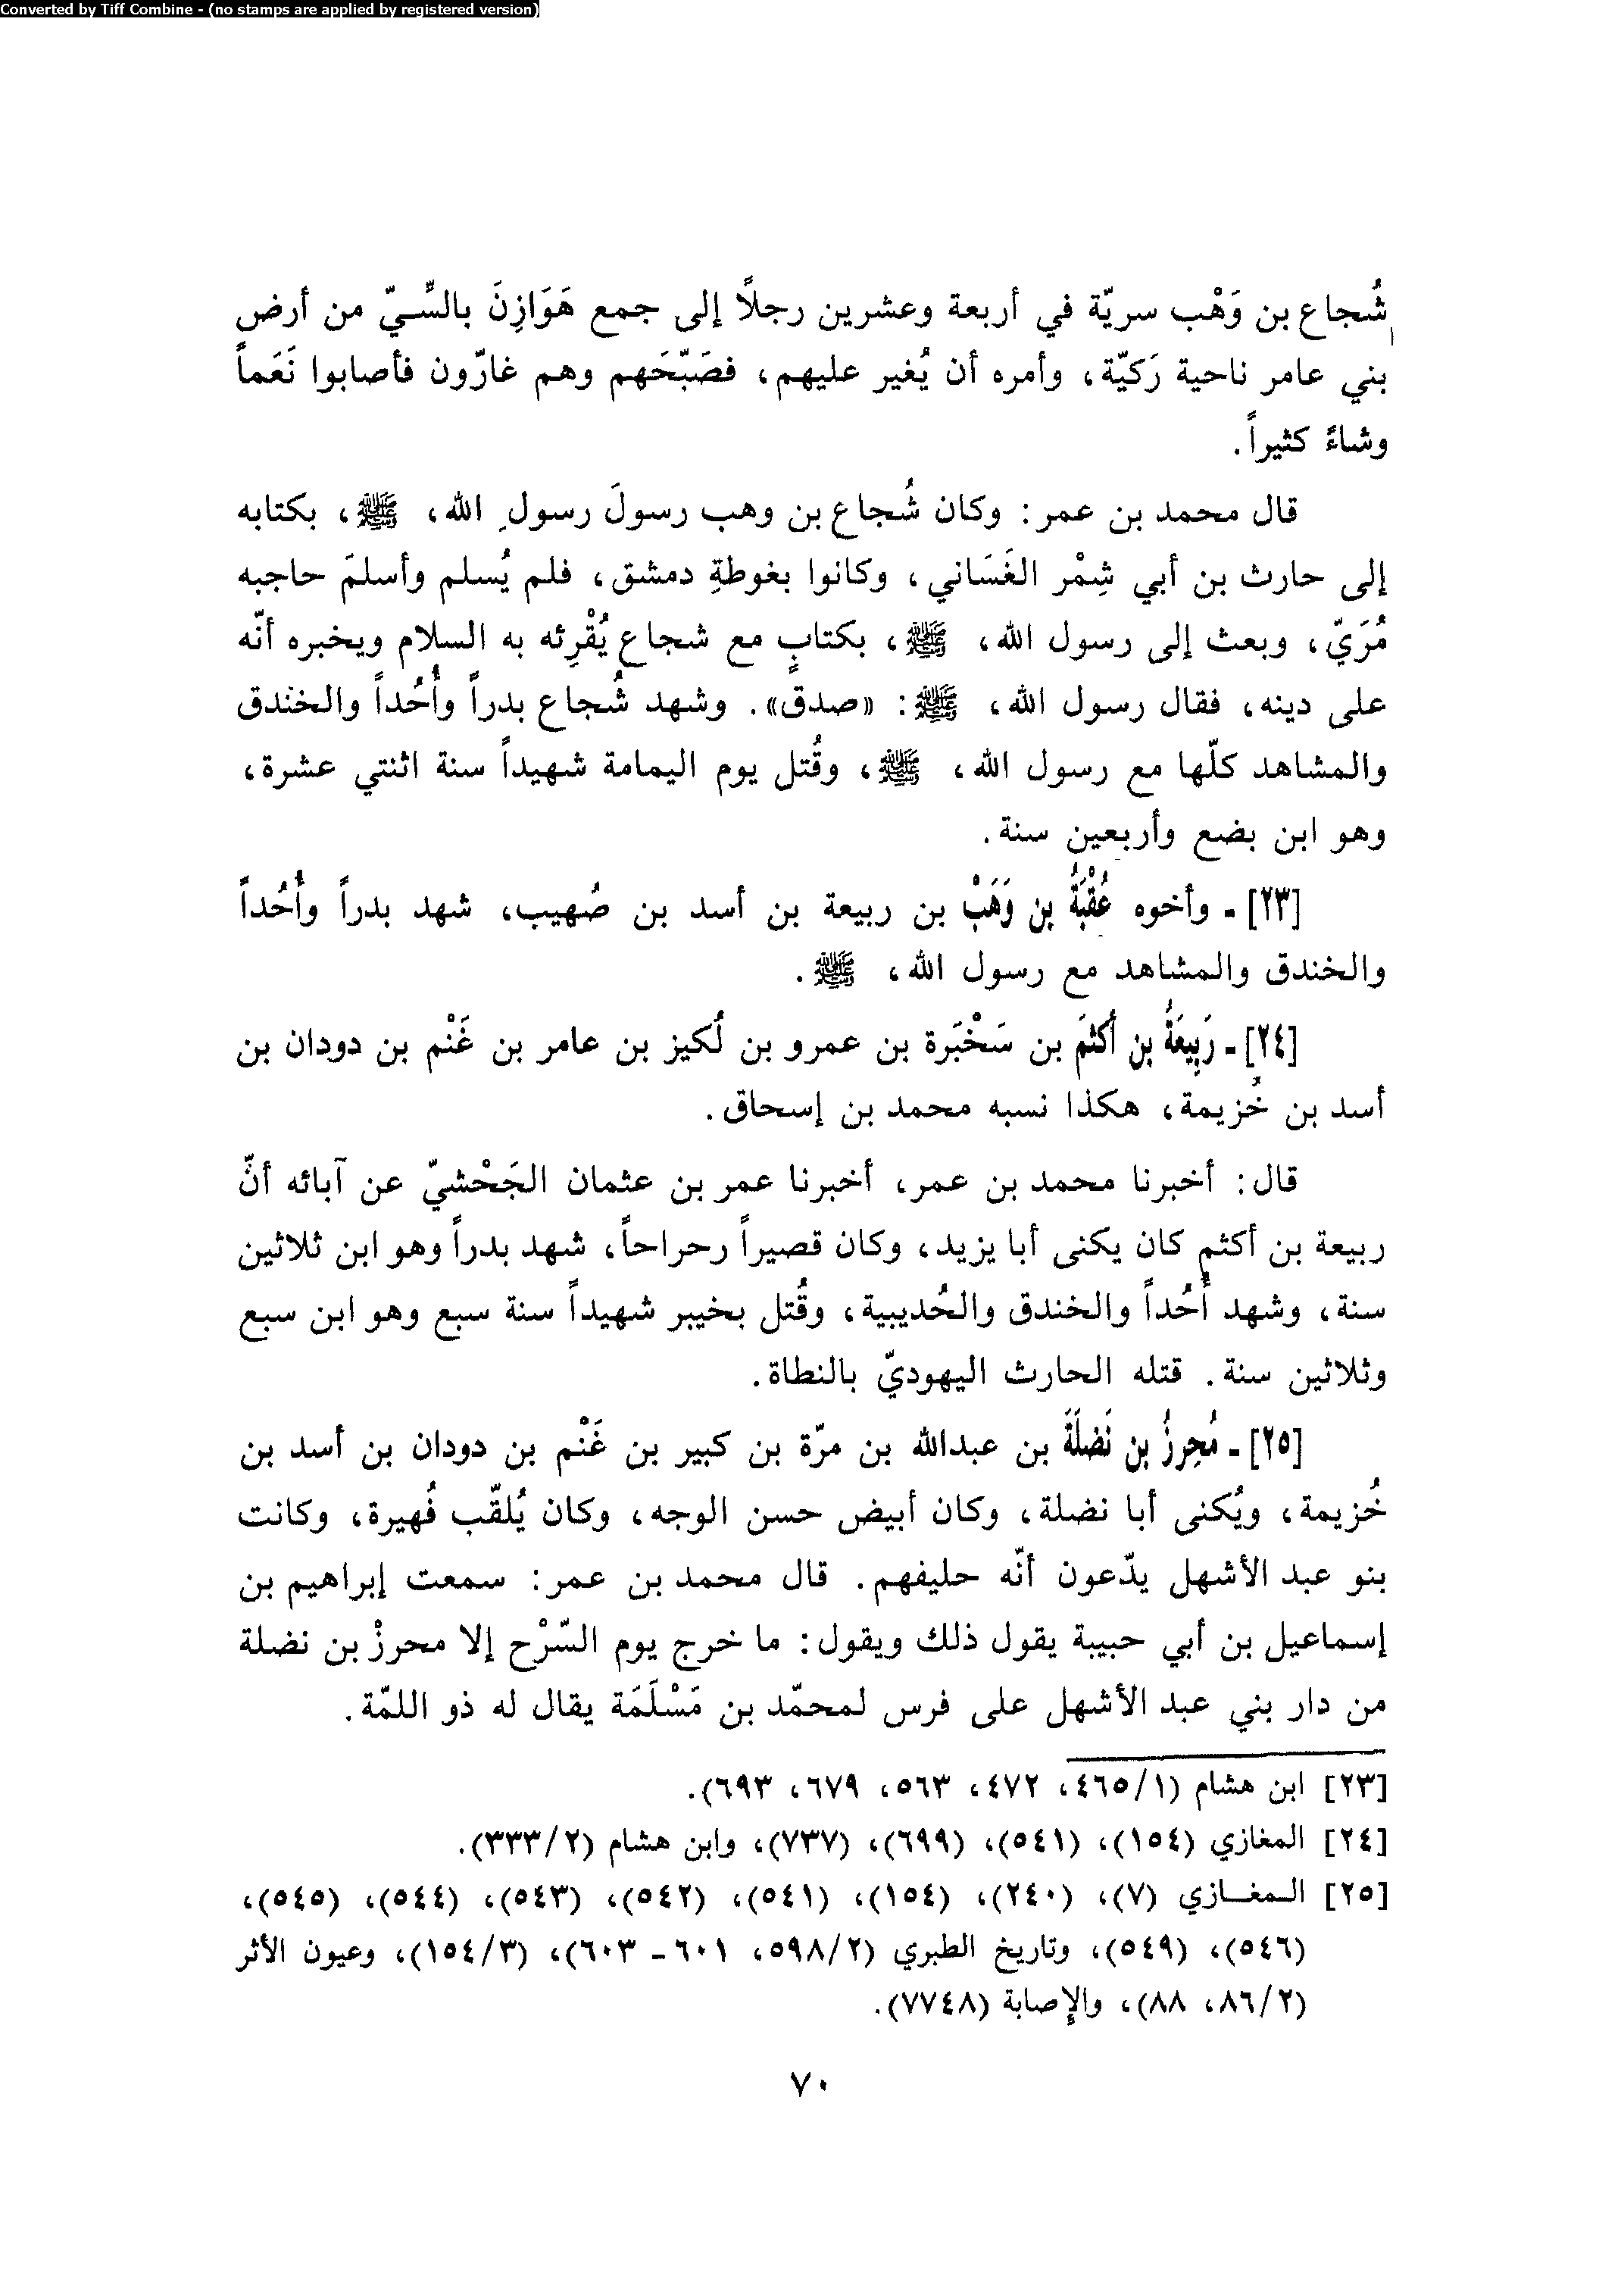 Converted by Tiff Combine - (no stamps are applied by registered version)
شُجاع بن وَهْب سريّة في أربعة وعشرين رجلاً إلى جمع هَوَازِنَ بالسِّيّ من أرض
بني عامر ناحية رَكيّة، وأمره أن يُغير عليهم، فصَبّحَهم وهم غارّون فأصابوا نَعَماً
وشاءً كثيراً.
قال محمد بن عمر: وكان شُجاع بن وهب رسولَ رسولِ الله، ﷺ، بكتابه
إلى حارث بن أبي شِمْر الغَسَاني، وكانوا بغوطةِ دمشق، فلم يُسلم وأسلمَ حاجبه
مُرَيّ، وبعث إلى رسول الله، ﷺ، بكتابٍ مع شجاع يُقْرِئه به السلام ويخبره أنّه
على دينه، فقال رسول الله، ﷺ: «صدق». وشهد شُجاع بدراً وأُحُداً والخندق
والمشاهد كلّها مع رسول الله، ﷺ، وقُتل يوم اليمامة شهيداً سنة اثنتي عشرة،
وهو ابن بضع وأربعين سنة.
[٢٣] - وأخوه عُقْبَةُ بن وَهَبْ بن ربيعة بن أسد بن صُهيب، شهد بدراً وأُحُداً
والخندق والمشاهد مع رسول الله، ﷺ.
[٢٤] - رَبِيعَةُ بن أَكثمَ بن سَخْبَرة بن عمرو بن لُكيز بن عامر بن غَنْم بن دودان بن
أسد بن خُزيمة، هكذا نسبه محمد بن إسحاق.
قال: أخبرنا محمد بن عمر، أخبرنا عمر بن عثمان الجَحْشيّ عن آبائه أنّ
ربيعة بن أكثم كان يكنى أبا يزيد، وكان قصيراً رحراحاً، شهد بدراً وهو ابن ثلاثين
سنة، وشهد أُحُداً والخندق والحُديبية، وقُتل بخيبر شهيداً سنة سبع وهو ابن سبع
وثلاثين سنة. قتله الحارث اليهوديّ بالنطاة.
[٢٥] - مُحرِزُ بن نَضلَةَ بن عبدالله بن مرّة بن كبير بن غَنْم بن دودان بن أسد بن
خُزيمة، ويُكنى أبا نضلة، وكان أبيض حسن الوجه، وكان يُلقّب فُهيرة، وكانت
بنو عبد الأشهل يدّعون أنّه حليفهم. قال محمد بن عمر: سمعت إبراهيم بن
إسماعيل بن أبي حبيبة يقول ذلك ويقول: ما خرج يوم السّرْح إلا محرزْ بن نضلة
من دار بني عبد الأشهل على فرس لمحمّد بن مَسْلَمَة يقال له ذو اللمّة.
[٢٣] ابن هشام (٤٦٥/١، ٤٧٢، ٥٦٣، ٦٧٩، ٦٩٣).
[٢٤] المغازي (١٥٤)، (٥٤١)، (٦٩٩)، (٧٣٧)، وابن هشام (٣٣٣/٢).
[٢٥] المغازي (٧)، (٢٤٠)، (١٥٤)، (٥٤١)، (٥٤٢)، (٥٤٣)، (٥٤٤)، (٥٤٥)،
(٥٤٦)، (٥٤٩)، وتاريخ الطبري (٥٩٨/٢، ٦٠١ - ٦٠٣)، (١٥٤/٣)، وعيون الأثر
(٨٦/٢، ٨٨)، والإصابة (٧٧٤٨).
٧٠